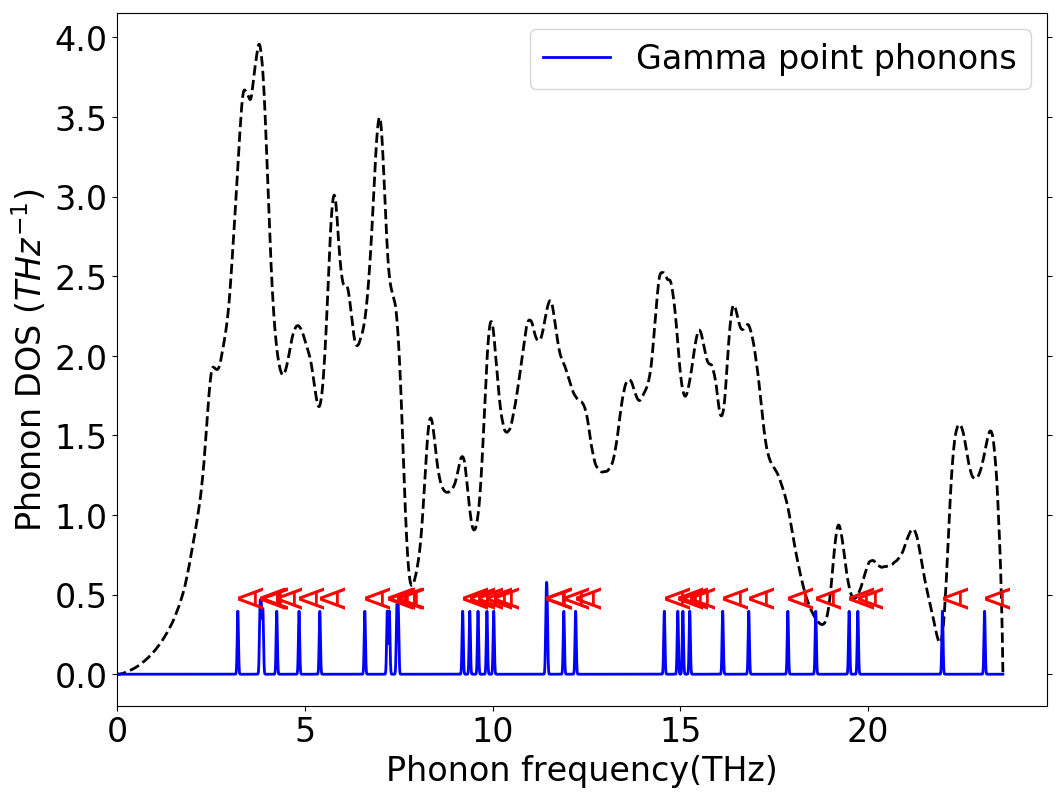 Gamma point phonons
Phonon DOS (THz⁻¹)
4.0
3.5
3.0
2.5
2.0
1.5
1.0
0.5
0.0
A A A A A A A A A A A A A A A A A A A A A A A A A A A A A A A
0 5 10 15 20
Phonon frequency(THz)